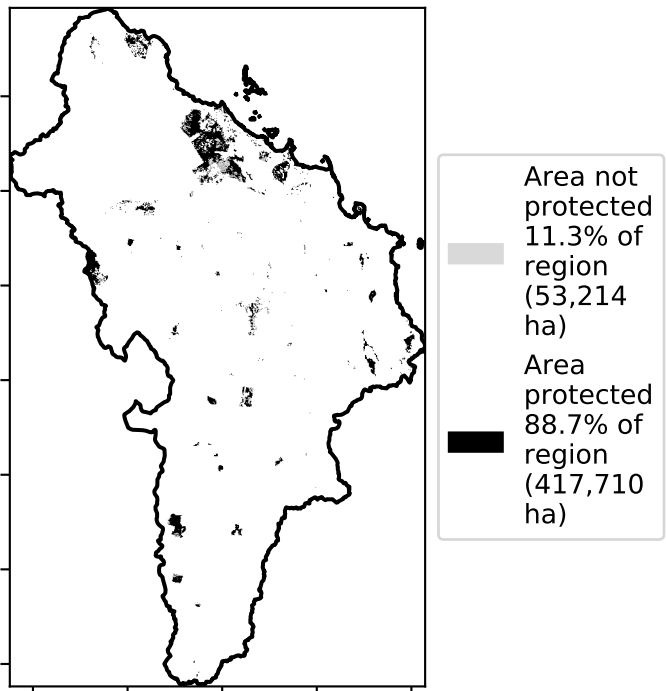 Area not
protected
11.3% of
region
(53,214
ha)
Area
protected
88.7% of
region
(417,710
ha)